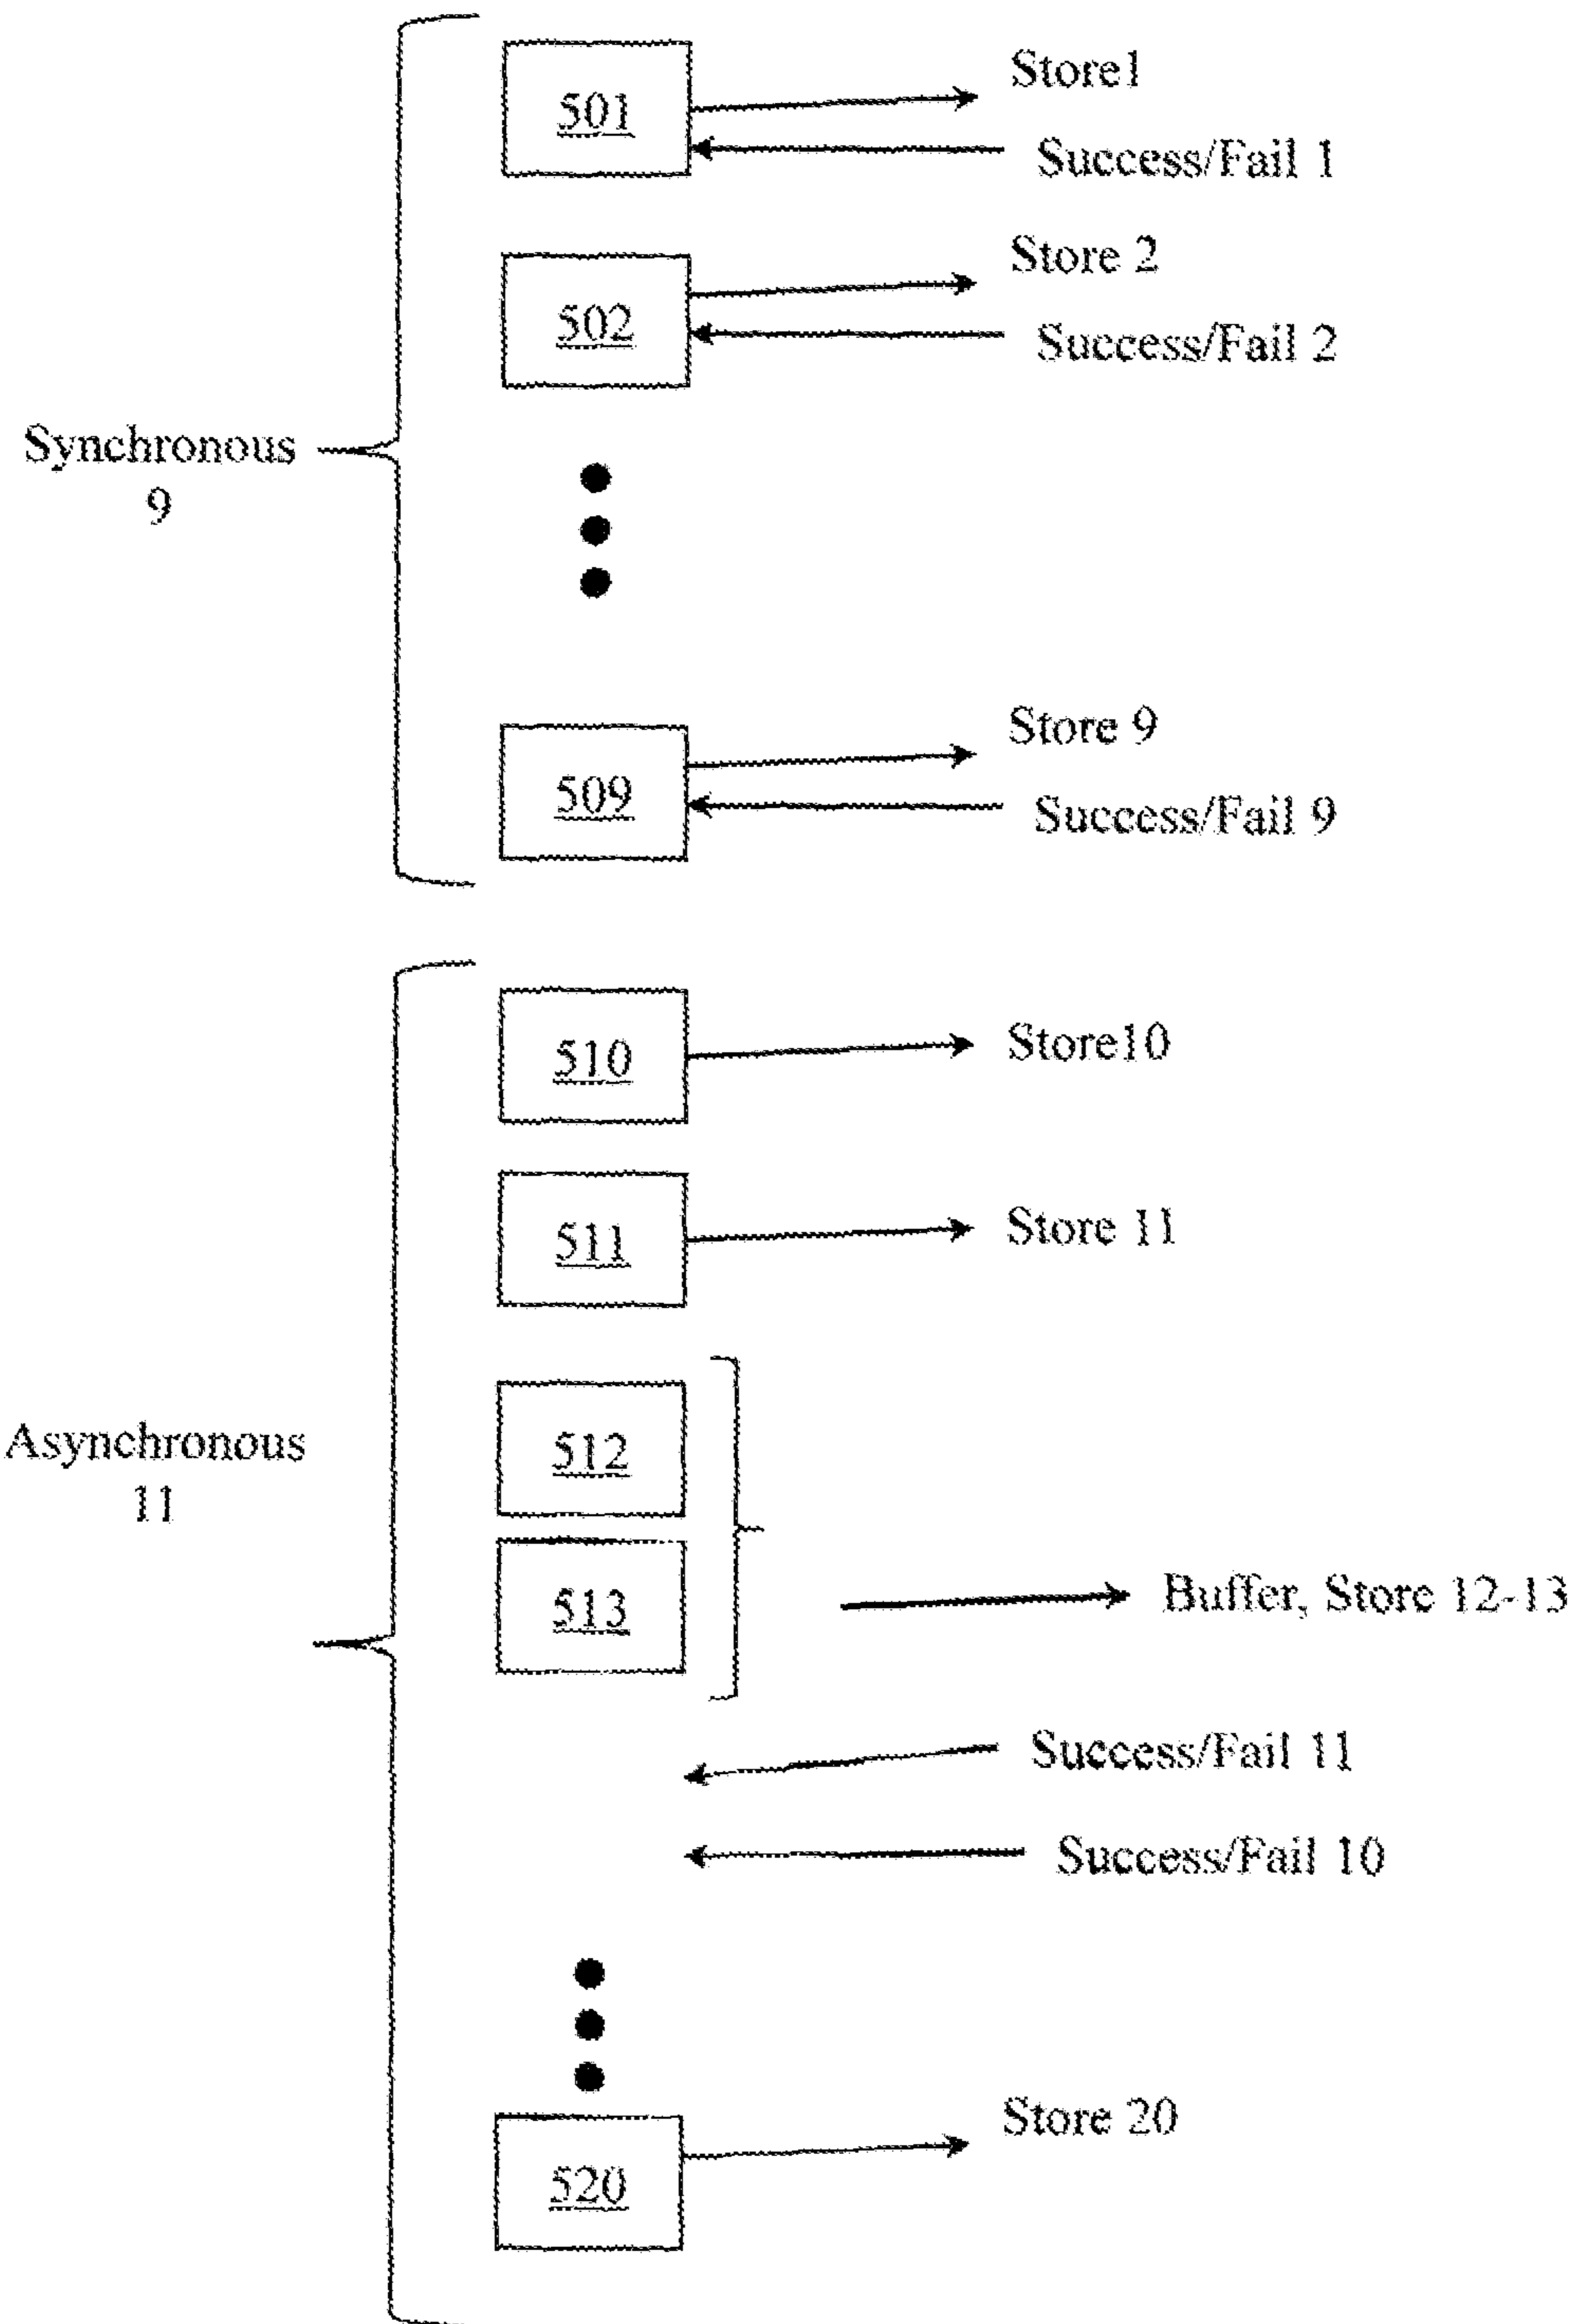 501
Store1
Success/Fail 1
502
Store 2
Success/Fail 2
Synchronous
9
509
Store 9
Success/Fail 9
510
Store10
511
Store 11
Asynchronous
11
512
513
Buffer, Store 12-13
Success/Fail 11
Success/Fail 10
520
Store 20